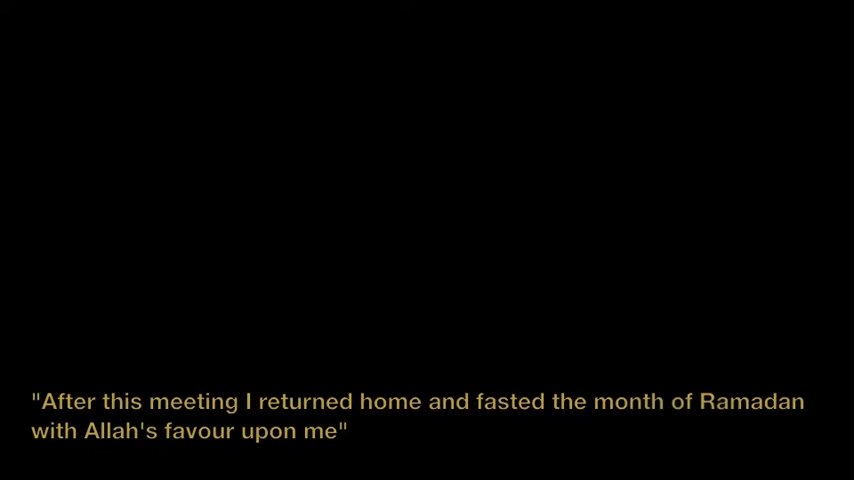 "After this meeting I returned home and fasted the month of Ramadan
with Allah's favour upon me"